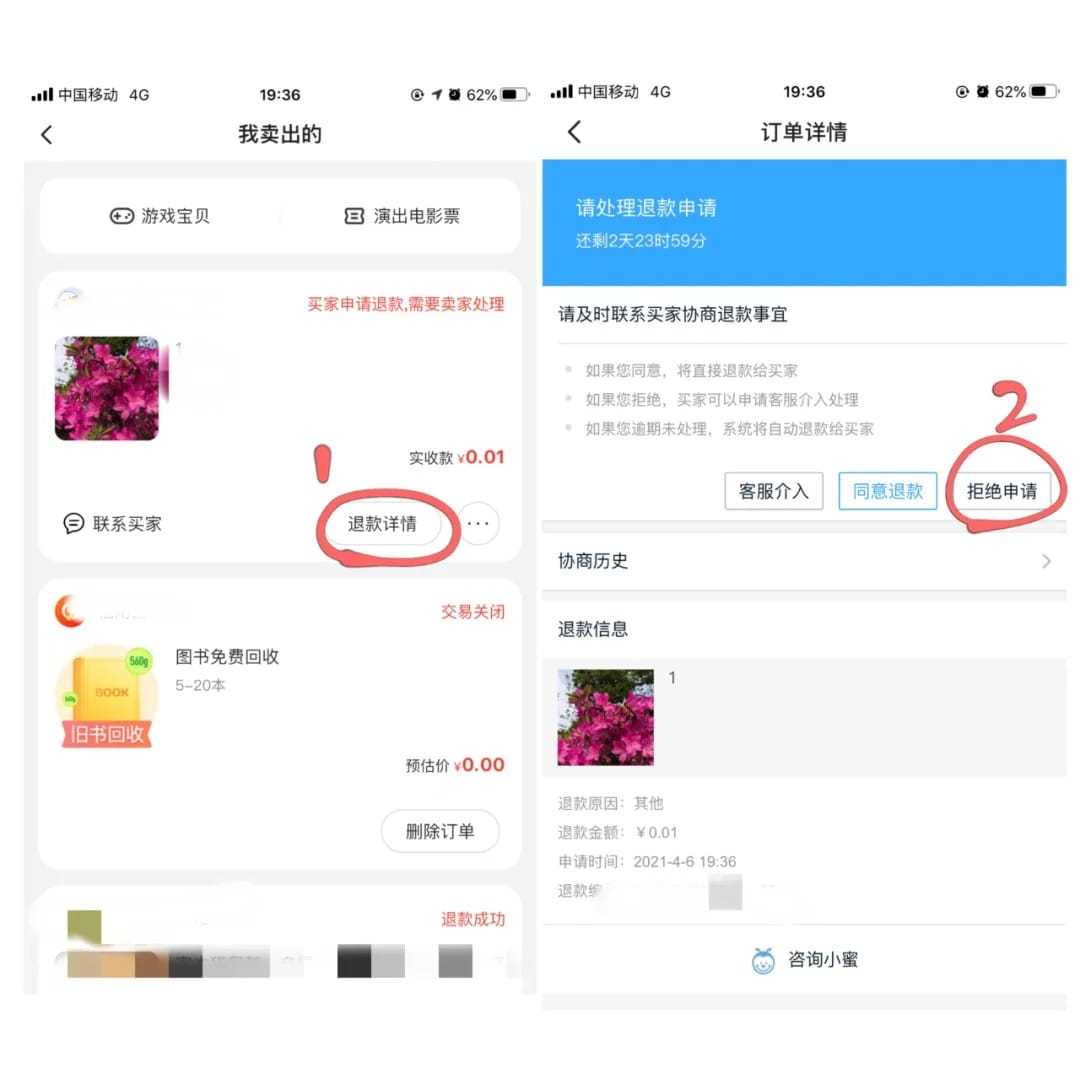 中国移动 4G 19:36 62%
我卖出的
游戏宝贝 演出电影票
买家申请退款,需要卖家处理
1
实收款 ¥0.01
1
联系买家 退款详情 ...
交易关闭
图书免费回收
5-20本
560g
BOOK
旧书回收
预估价 ¥0.00
删除订单
退款成功
中国移动 4G 19:36 62%
订单详情
请处理退款申请
还剩2天23时59分
请及时联系买家协商退款事宜
如果您同意，将直接退款给买家
如果您拒绝，买家可以申请客服介入处理
如果您逾期未处理，系统将自动退款给买家
2
客服介入 同意退款 拒绝申请
协商历史
退款信息
1
退款原因：其他
退款金额：￥0.01
申请时间：2021-4-6 19:36
退款
咨询小蜜